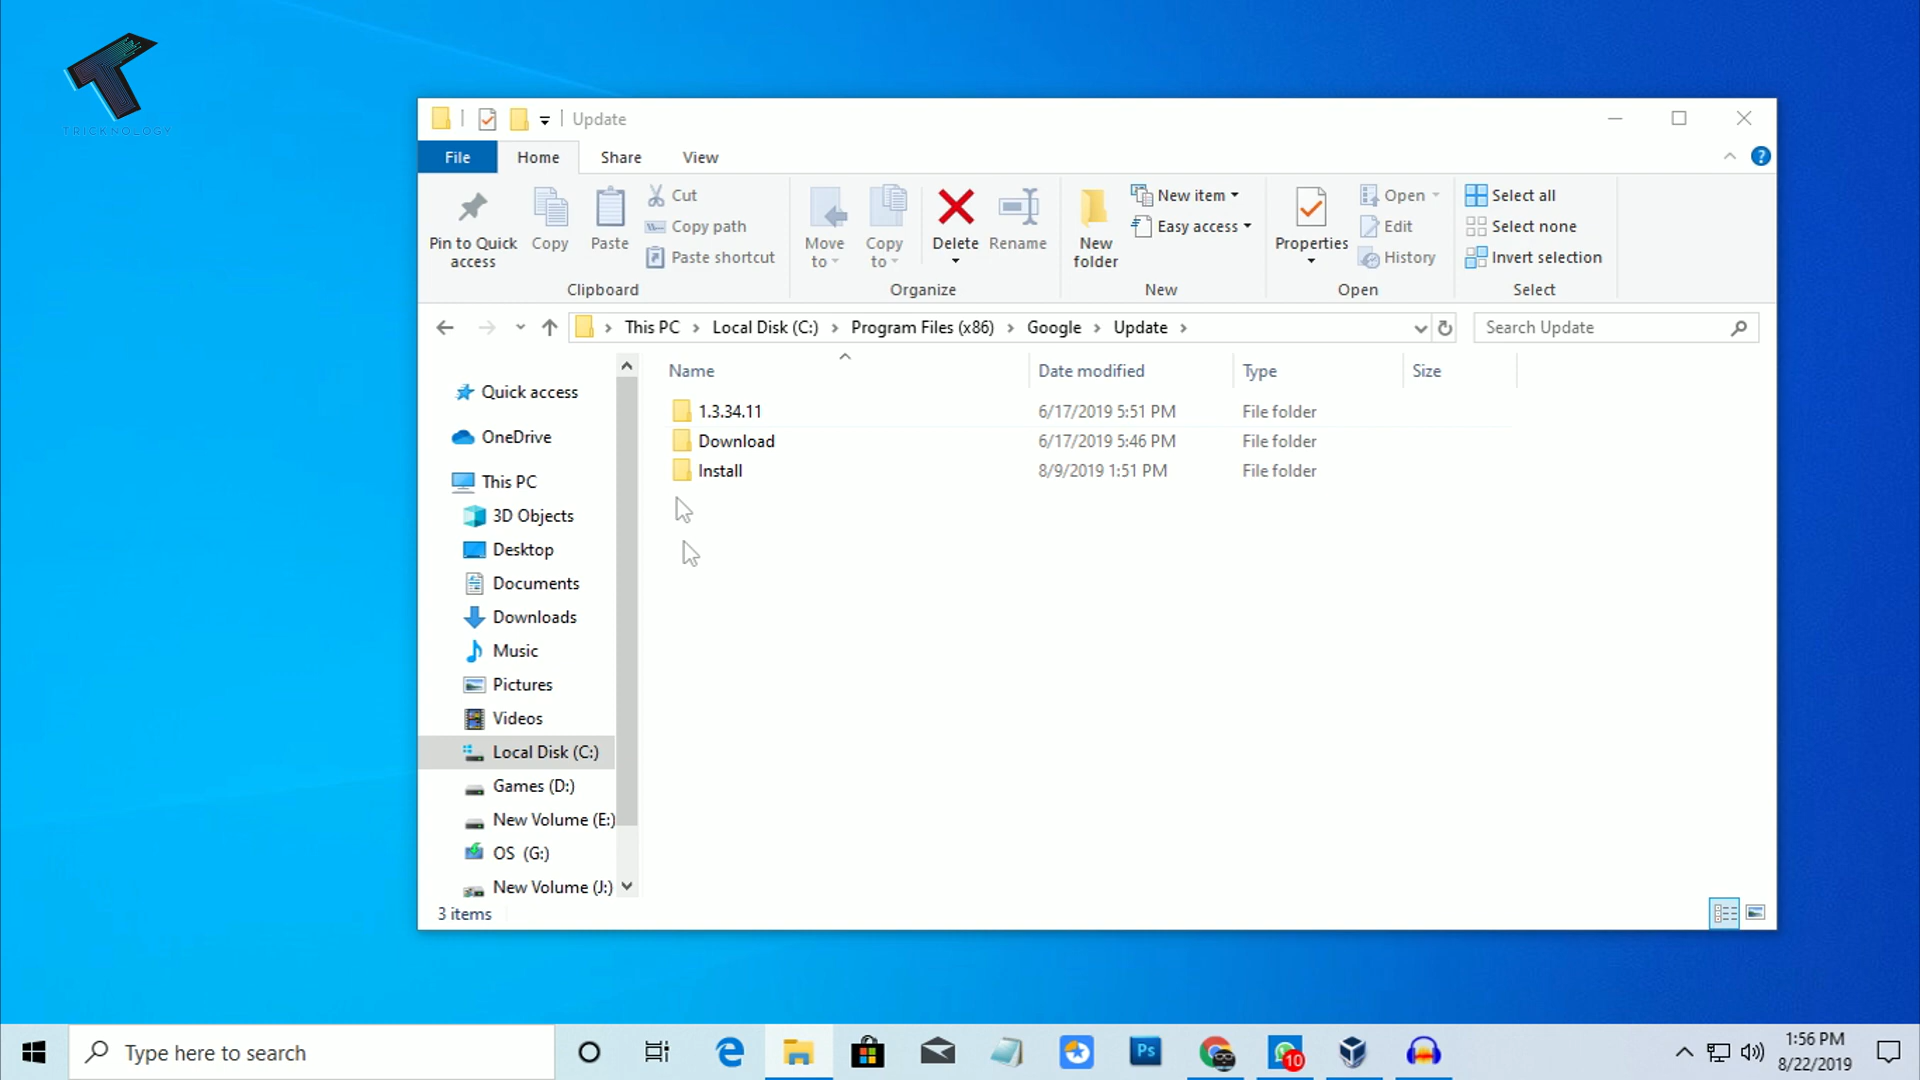 TRICKNOLOGY
Update
File Home Share View
Pin to Quick access
Copy
Paste
Cut
Copy path
Paste shortcut
Clipboard
Move to
Copy to
Delete
Rename
Organize
New folder
New item
Easy access
New
Properties
Open
Edit
History
Open
Select all
Select none
Invert selection
Select
This PC > Local Disk (C:) > Program Files (x86) > Google > Update >
Search Update
Name Date modified Type Size
1.3.34.11 6/17/2019 5:51 PM File folder
Download 6/17/2019 5:46 PM File folder
Install 8/9/2019 1:51 PM File folder
Quick access
OneDrive
This PC
3D Objects
Desktop
Documents
Downloads
Music
Pictures
Videos
Local Disk (C:)
Games (D:)
New Volume (E:)
OS (G:)
New Volume (J:)
3 items
Type here to search
Ps
10
1:56 PM
8/22/2019